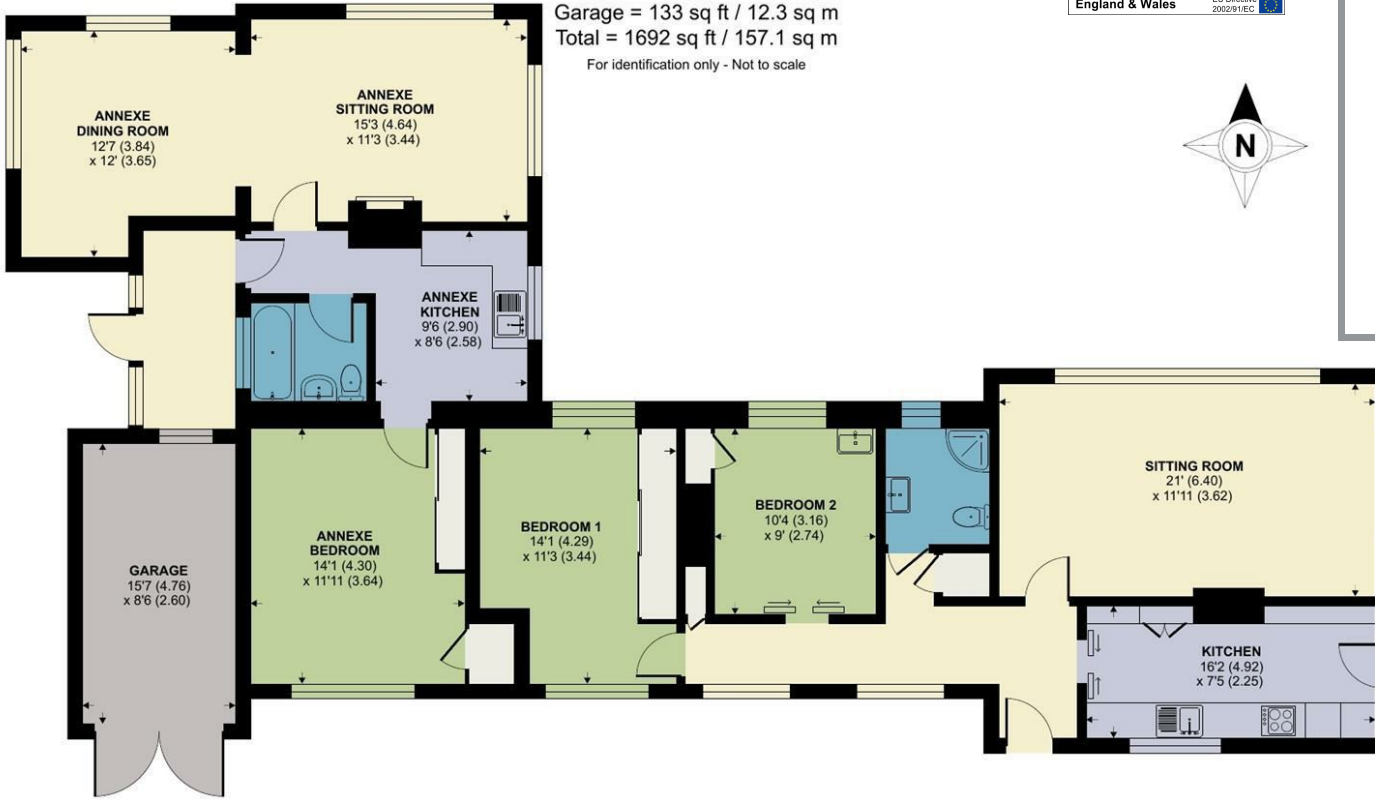 Garage = 133 sq ft / 12.3 sq m
Total = 1692 sq ft / 157.1 sq m
For identification only - Not to scale
England & Wales
2002/91/EC
N
ANNEXE
DINING ROOM
12'7 (3.84)
x 12' (3.65)
ANNEXE
SITTING ROOM
15'3 (4.64)
x 11'3 (3.44)
ANNEXE
KITCHEN
9'6 (2.90)
x 8'6 (2.58)
GARAGE
15'7 (4.76)
x 8'6 (2.60)
ANNEXE
BEDROOM
14'1 (4.30)
x 11'11 (3.64)
BEDROOM 1
14'1 (4.29)
x 11'3 (3.44)
BEDROOM 2
10'4 (3.16)
x 9' (2.74)
SITTING ROOM
21' (6.40)
x 11'11 (3.62)
KITCHEN
16'2 (4.92)
x 7'5 (2.25)